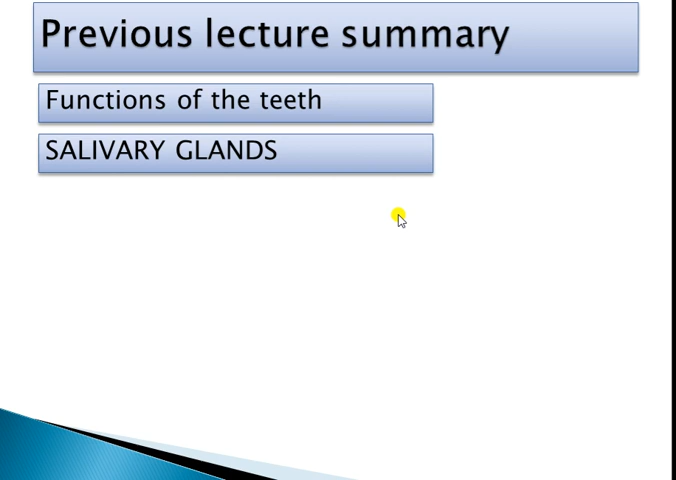 Previous lecture summary
Functions of the teeth
SALIVARY GLANDS